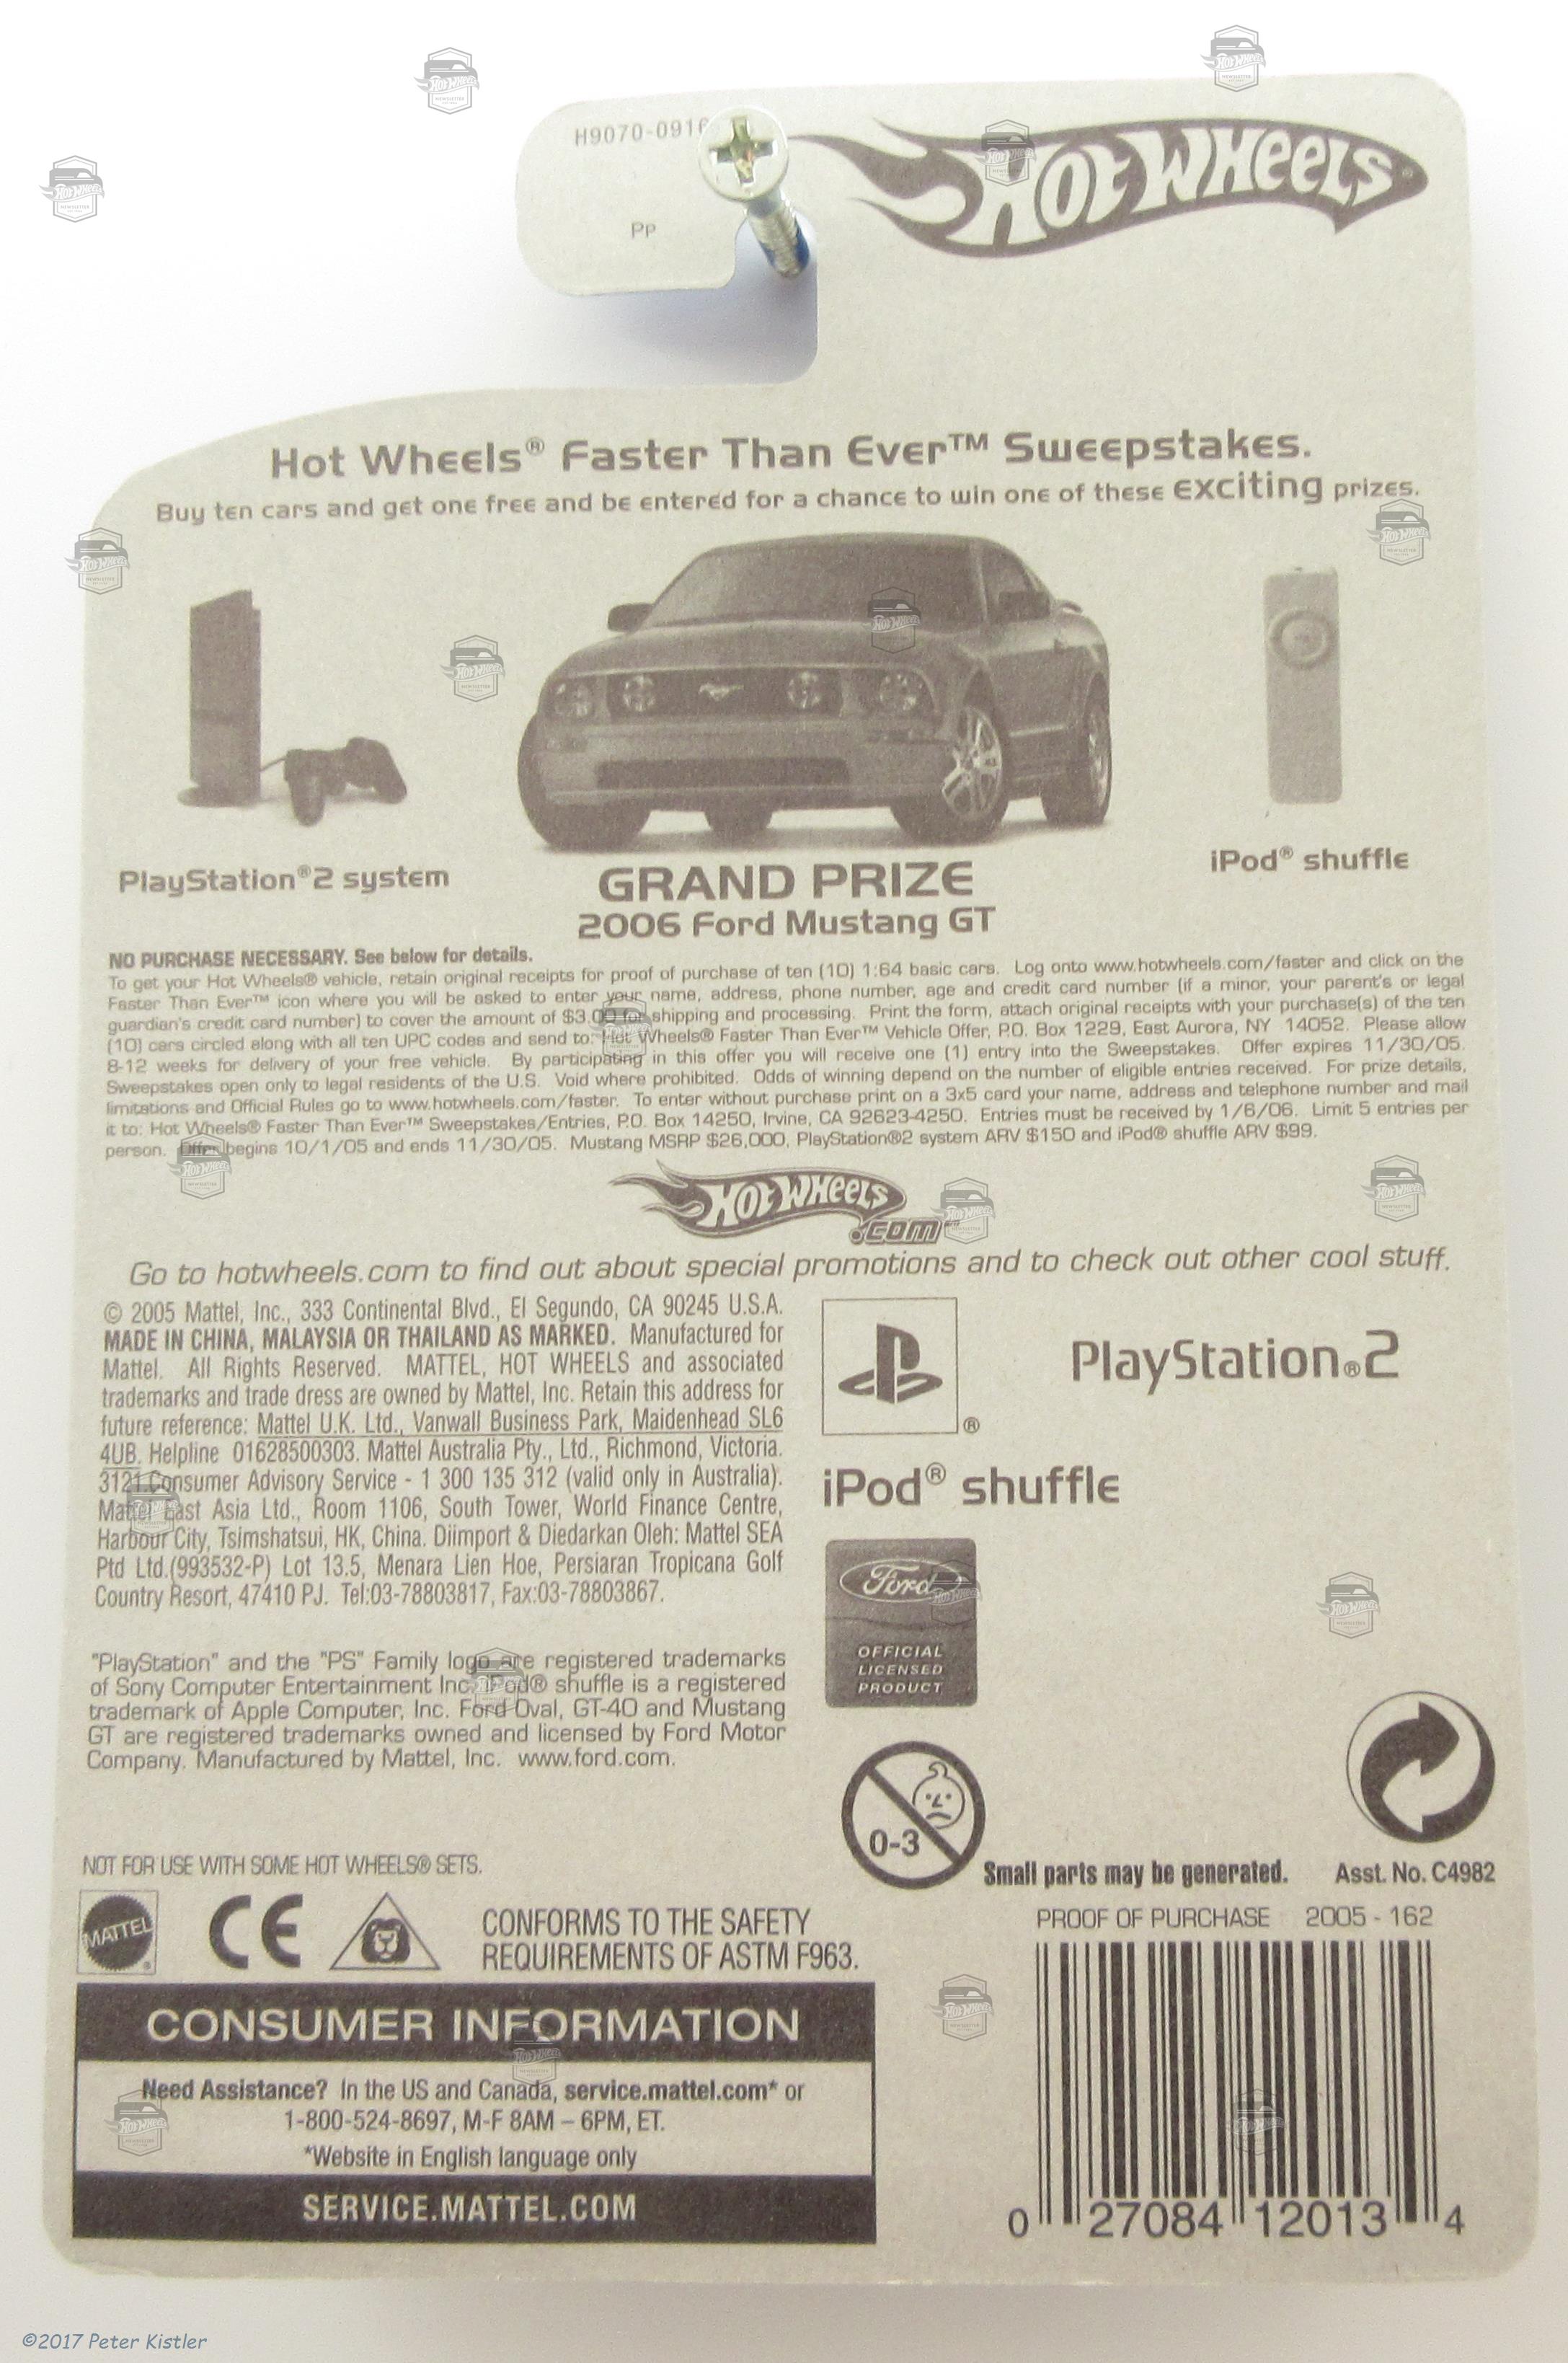 H9070-0916
Pp
HOT WHEELS
Hot Wheels® Faster Than Ever™ Sweepstakes.
Buy ten cars and get one free and be entered for a chance to win one of these exciting prizes.
PlayStation®2 system
GRAND PRIZE
2006 Ford Mustang GT
iPod® shuffle
NO PURCHASE NECESSARY. See below for details.
To get your Hot Wheels® vehicle, retain original receipts for proof of purchase of ten (10) 1:64 basic cars. Log onto www.hotwheels.com/faster and click on the
Faster Than Ever™ icon where you will be asked to enter your name, address, phone number, age and credit card number (if a minor, your parent's or legal
guardian's credit card number) to cover the amount of $3.00 for shipping and processing. Print the form, attach original receipts with your purchase(s) of the ten
(10) cars circled along with all ten UPC codes and send to: Hot Wheels® Faster Than Ever™ Vehicle Offer, P.O. Box 1229, East Aurora, NY 14052. Please allow
8-12 weeks for delivery of your free vehicle. By participating in this offer you will receive one (1) entry into the Sweepstakes. Offer expires 11/30/05.
Sweepstakes open only to legal residents of the U.S. Void where prohibited. Odds of winning depend on the number of eligible entries received. For prize details,
limitations and Official Rules go to www.hotwheels.com/faster. To enter without purchase print on a 3x5 card your name, address and telephone number and mail
it to: Hot Wheels® Faster Than Ever™ Sweepstakes/Entries, P.O. Box 14250, Irvine, CA 92623-4250. Entries must be received by 1/6/06. Limit 5 entries per
person. Offer begins 10/1/05 and ends 11/30/05. Mustang MSRP $26,000, PlayStation®2 system ARV $150 and iPod® shuffle ARV $99.
HOT WHEELS
.com™
Go to hotwheels.com to find out about special promotions and to check out other cool stuff.
© 2005 Mattel, Inc., 333 Continental Blvd., El Segundo, CA 90245 U.S.A.
MADE IN CHINA, MALAYSIA OR THAILAND AS MARKED. Manufactured for
Mattel. All Rights Reserved. MATTEL, HOT WHEELS and associated
trademarks and trade dress are owned by Mattel, Inc. Retain this address for
future reference: Mattel U.K. Ltd., Vanwall Business Park, Maidenhead SL6
4UB. Helpline 01628500303. Mattel Australia Pty., Ltd., Richmond, Victoria.
3121 Consumer Advisory Service - 1 300 135 312 (valid only in Australia).
Mattel East Asia Ltd., Room 1106, South Tower, World Finance Centre,
Harbour City, Tsimshatsui, HK, China. Diimport & Diedarkan Oleh: Mattel SEA
Ptd Ltd.(993532-P) Lot 13.5, Menara Lien Hoe, Persiaran Tropicana Golf
Country Resort, 47410 PJ. Tel:03-78803817, Fax:03-78803867.
PlayStation®2
®
iPod® shuffle
Ford
OFFICIAL
LICENSED
PRODUCT
"PlayStation" and the "PS" Family logo are registered trademarks
of Sony Computer Entertainment Inc. iPod® shuffle is a registered
trademark of Apple Computer, Inc. Ford Oval, GT-40 and Mustang
GT are registered trademarks owned and licensed by Ford Motor
Company. Manufactured by Mattel, Inc. www.ford.com.
0-3
NOT FOR USE WITH SOME HOT WHEELS® SETS.
Small parts may be generated.
Asst. No. C4982
MATTEL ®
CE
CONFORMS TO THE SAFETY
REQUIREMENTS OF ASTM F963.
PROOF OF PURCHASE 2005 - 162
CONSUMER INFORMATION
Need Assistance? In the US and Canada, service.mattel.com* or
1-800-524-8697, M-F 8AM – 6PM, ET.
*Website in English language only
SERVICE.MATTEL.COM
0 27084 12013 4
©2017 Peter Kistler